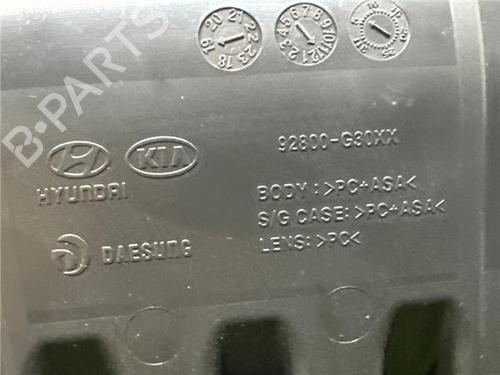 92800-G30XX
HYUNDAI
KIA
BODY : >PC+ASA<
S/G CASE: >PC+ASA<
LENS: >PC<
DAESUNG
B-PARTS